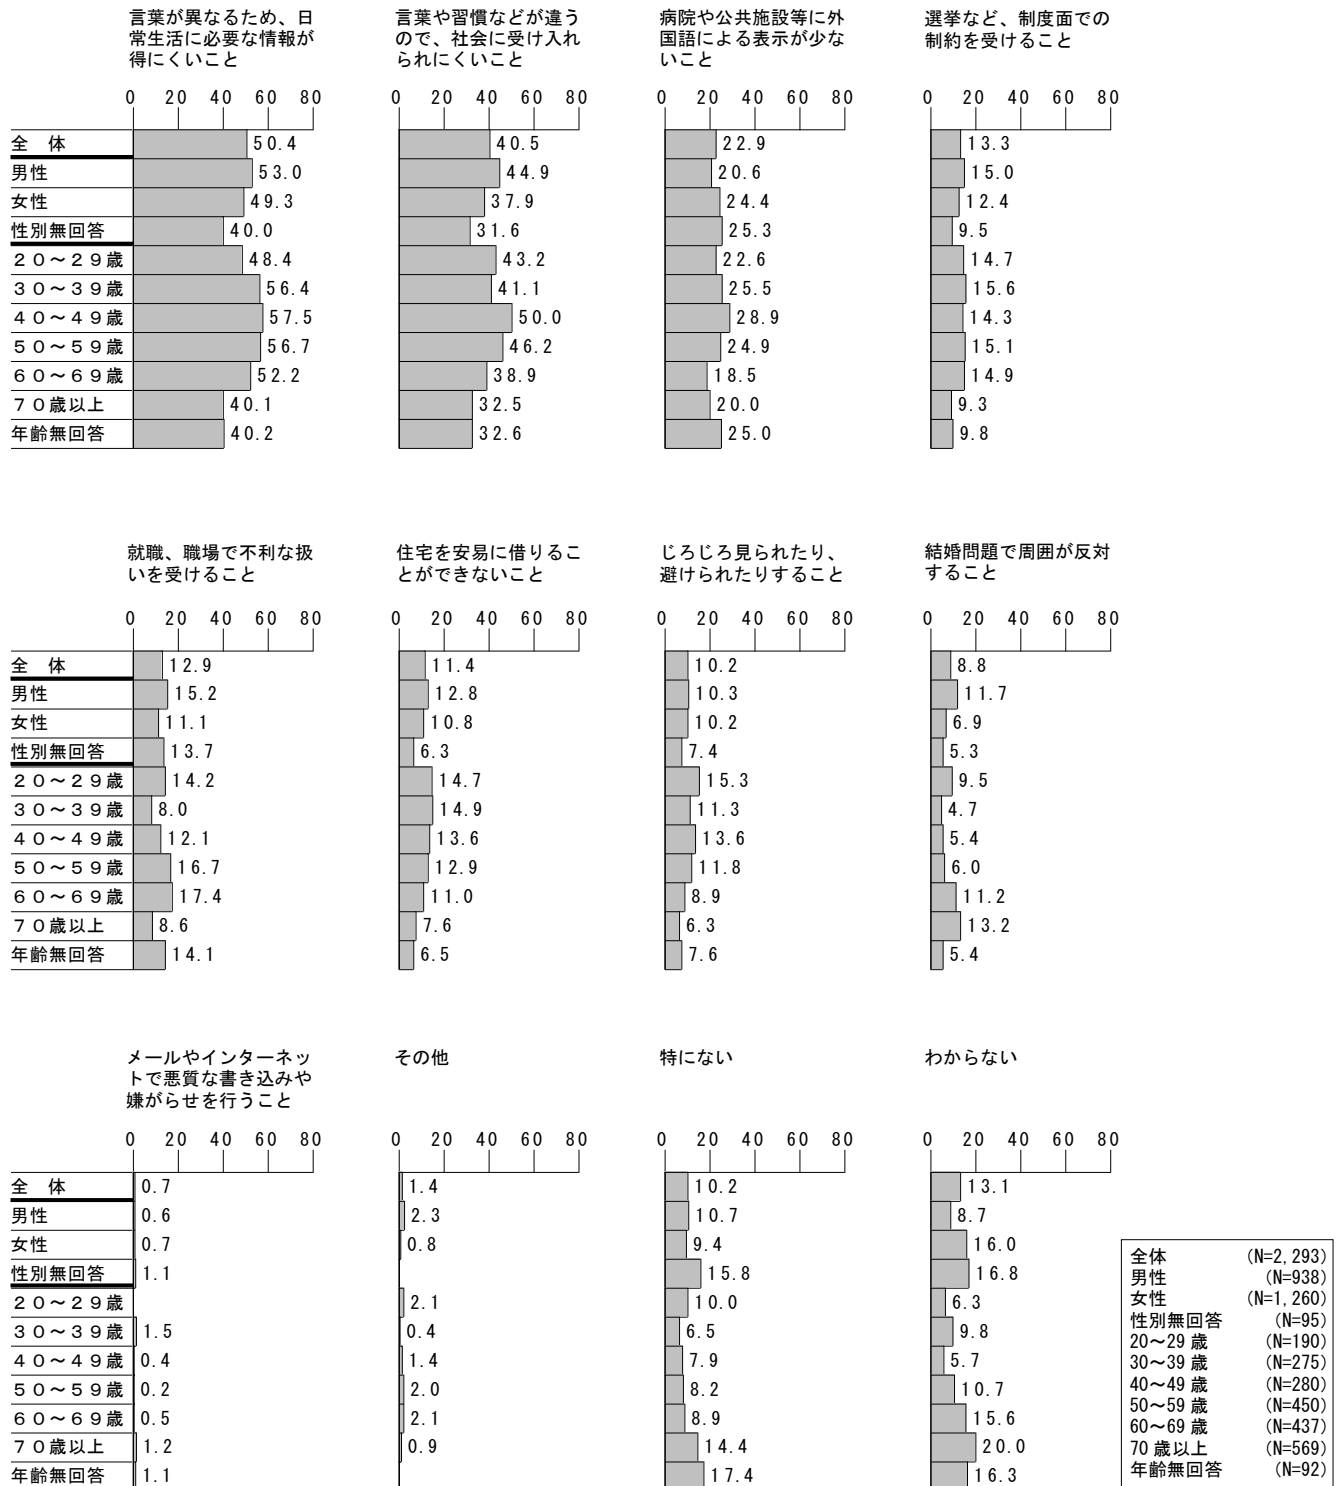 言葉が異なるため、日
常生活に必要な情報が
得にくいこと
言葉や習慣などが違う
ので、社会に受け入れ
られにくいこと
病院や公共施設等に外
国語による表示が少な
いこと
選挙など、制度面での
制約を受けること
0 20 40 60 80 0 20 40 60 80 0 20 40 60 80 0 20 40 60 80
全 体 50.4 40.5 22.9 13.3
男性 53.0 44.9 20.6 15.0
女性 49.3 37.9 24.4 12.4
性別無回答 40.0 31.6 25.3 9.5
20～29歳 48.4 43.2 22.6 14.7
30～39歳 56.4 41.1 25.5 15.6
40～49歳 57.5 50.0 28.9 14.3
50～59歳 56.7 46.2 24.9 15.1
60～69歳 52.2 38.9 18.5 14.9
70歳以上 40.1 32.5 20.0 9.3
年齢無回答 40.2 32.6 25.0 9.8
就職、職場で不利な扱
いを受けること
住宅を安易に借りるこ
とができないこと
じろじろ見られたり、
避けられたりすること
結婚問題で周囲が反対
すること
0 20 40 60 80 0 20 40 60 80 0 20 40 60 80 0 20 40 60 80
全 体 12.9 11.4 10.2 8.8
男性 15.2 12.8 10.3 11.7
女性 11.1 10.8 10.2 6.9
性別無回答 13.7 6.3 7.4 5.3
20～29歳 14.2 14.7 15.3 9.5
30～39歳 8.0 14.9 11.3 4.7
40～49歳 12.1 13.6 13.6 5.4
50～59歳 16.7 12.9 11.8 6.0
60～69歳 17.4 11.0 8.9 11.2
70歳以上 8.6 7.6 6.3 13.2
年齢無回答 14.1 6.5 7.6 5.4
メールやインターネッ
トで悪質な書き込みや
嫌がらせを行うこと
その他
特にない
わからない
0 20 40 60 80 0 20 40 60 80 0 20 40 60 80 0 20 40 60 80
全 体 0.7 1.4 10.2 13.1
男性 0.6 2.3 10.7 8.7
女性 0.7 0.8 9.4 16.0
性別無回答 1.1 15.8 16.8
20～29歳 2.1 10.0 6.3
30～39歳 1.5 0.4 6.5 9.8
40～49歳 0.4 1.4 7.9 5.7
50～59歳 0.2 2.0 8.2 10.7
60～69歳 0.5 2.1 8.9 15.6
70歳以上 1.2 0.9 14.4 20.0
年齢無回答 1.1 17.4 16.3
全体 (N=2,293)
男性 (N=938)
女性 (N=1,260)
性別無回答 (N=95)
20～29 歳 (N=190)
30～39 歳 (N=275)
40～49 歳 (N=280)
50～59 歳 (N=450)
60～69 歳 (N=437)
70 歳以上 (N=569)
年齢無回答 (N=92)